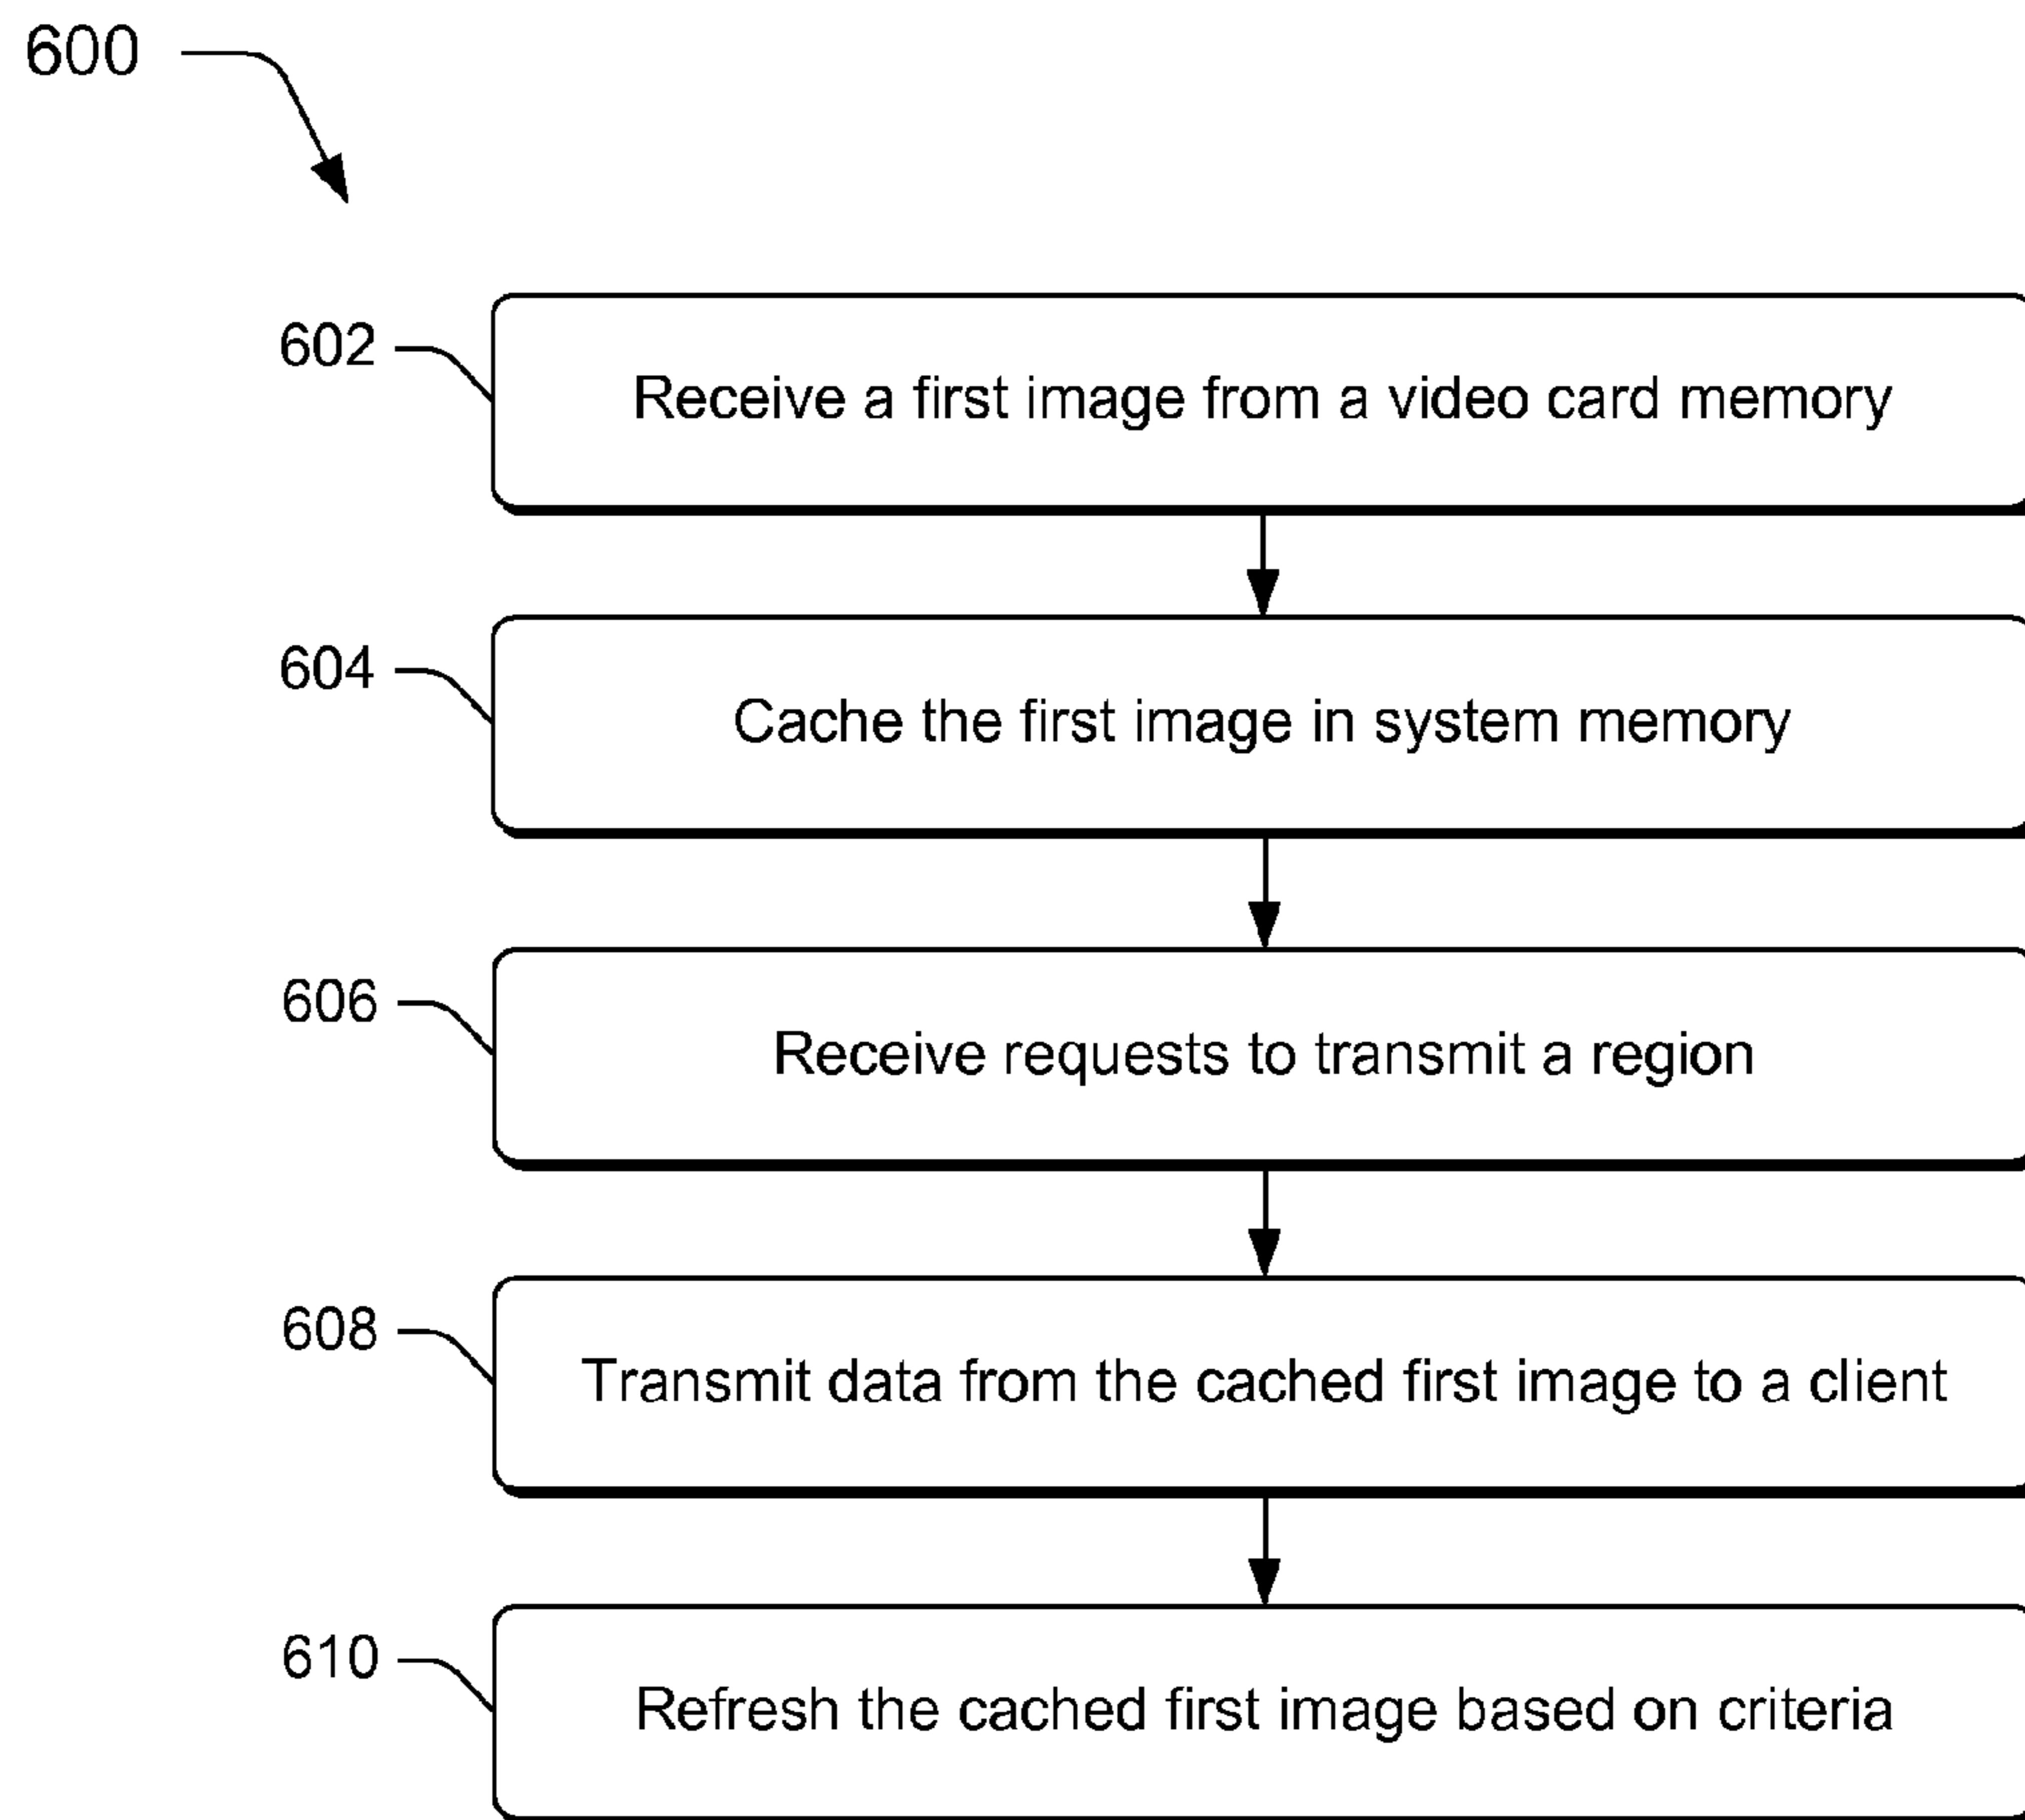 600
602
Receive a first image from a video card memory
604
Cache the first image in system memory
606
Receive requests to transmit a region
608
Transmit data from the cached first image to a client
610
Refresh the cached first image based on criteria